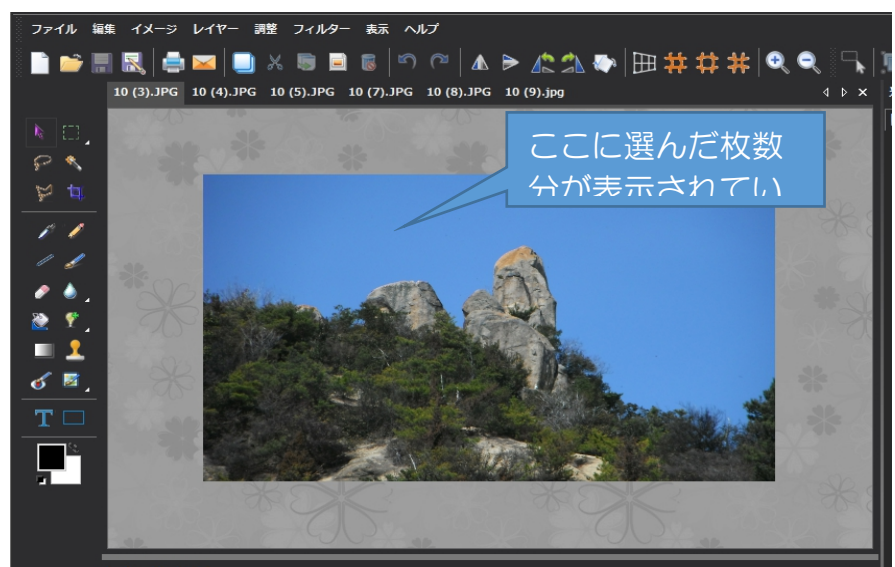 ファイル 編集 イメージ レイヤー 調整 フィルター 表示 ヘルプ
10 (3).JPG 10 (4).JPG 10 (5).JPG 10 (7).JPG 10 (8).JPG 10 (9).jpg
ここに選んだ枚数
分が表示されてい
T